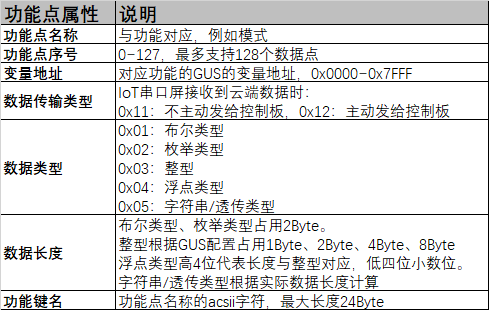 功能点属性 说明
功能点名称 与功能对应，例如模式
功能点序号 0-127，最多支持128个数据点
变量地址 对应功能的GUS的变量地址，0x0000-0x7FFF
数据传输类型 IoT串口屏接收到云端数据时：
0x11：不主动发给控制板，0x12：主动发给控制板
数据类型 0x01：布尔类型
0x02：枚举类型
0x03：整型
0x04：浮点类型
0x05：字符串/透传类型
数据长度 布尔类型、枚举类型占用2Byte。
整型根据GUS配置占用1Byte、2Byte、4Byte、8Byte
浮点类型高4位代表长度与整型对应，低四位小数位。
字符串/透传类型根据实际数据长度计算
功能键名 功能点名称的acsii字符，最大长度24Byte